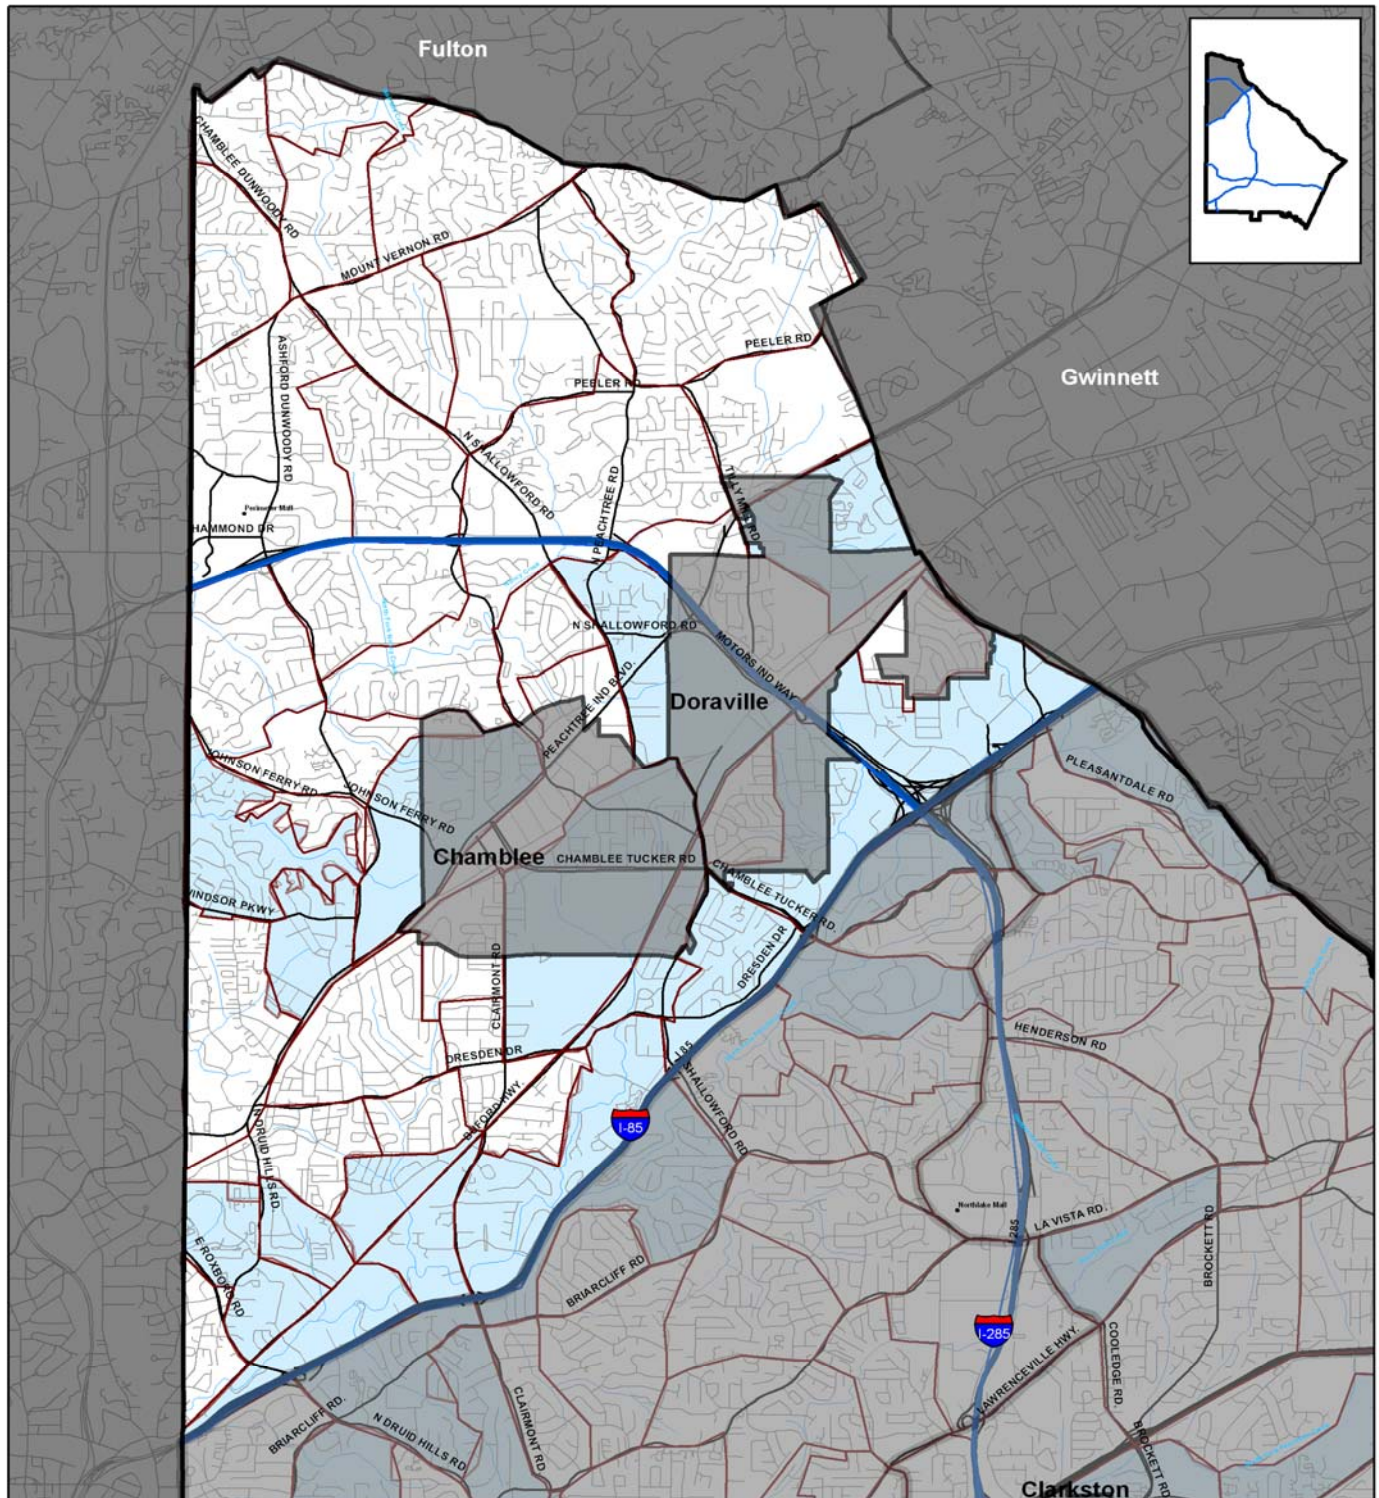 Fulton
CHAMBLEE DUNWOODY RD
MOUNT VERNON RD
ASHFORD DUNWOODY RD
PEELER RD
PEELER RD
Gwinnett
N SHALLOWFORD RD
N PEACHTREE RD
TILLY MILL RD
Perimeter Mall
HAMMOND DR
N SHALLOWFORD RD
MOTORS IND WAY
PEACHTREE IND BLVD.
Doraville
JOHNSON FERRY RD
JOHNSON FERRY RD
PLEASANTDALE RD
Chamblee
CHAMBLEE TUCKER RD
CHAMBLEE TUCKER RD.
WINDSOR PKWY
CLAIRMONT RD
DRESDEN DR
HENDERSON RD
DRESDEN DR
I 85
SHALLOWFORD RD
BUFORD HWY.
I-85
N DRUID HILLS RD.
Northlake Mall
LA VISTA RD.
285
BROCKETT RD
E ROXBORO RD
BRIARCLIFF RD
I-285
LAWRENCEVILLE HWY.
COOLEDGE RD.
BRIARCLIFF RD.
N DRUID HILLS RD
CLAIRMONT RD
BROCKETT RD
Clarkston